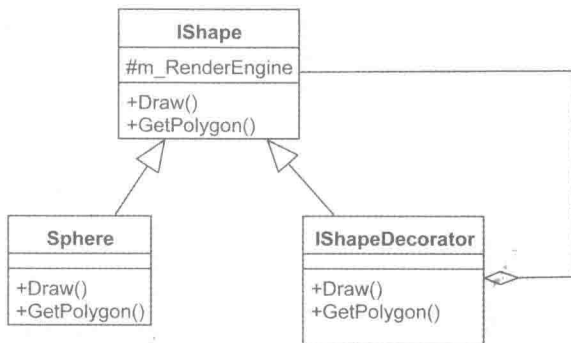 IShape
#m_RenderEngine
+Draw()
+GetPolygon()
Sphere
+Draw()
+GetPolygon()
IShapeDecorator
+Draw()
+GetPolygon()